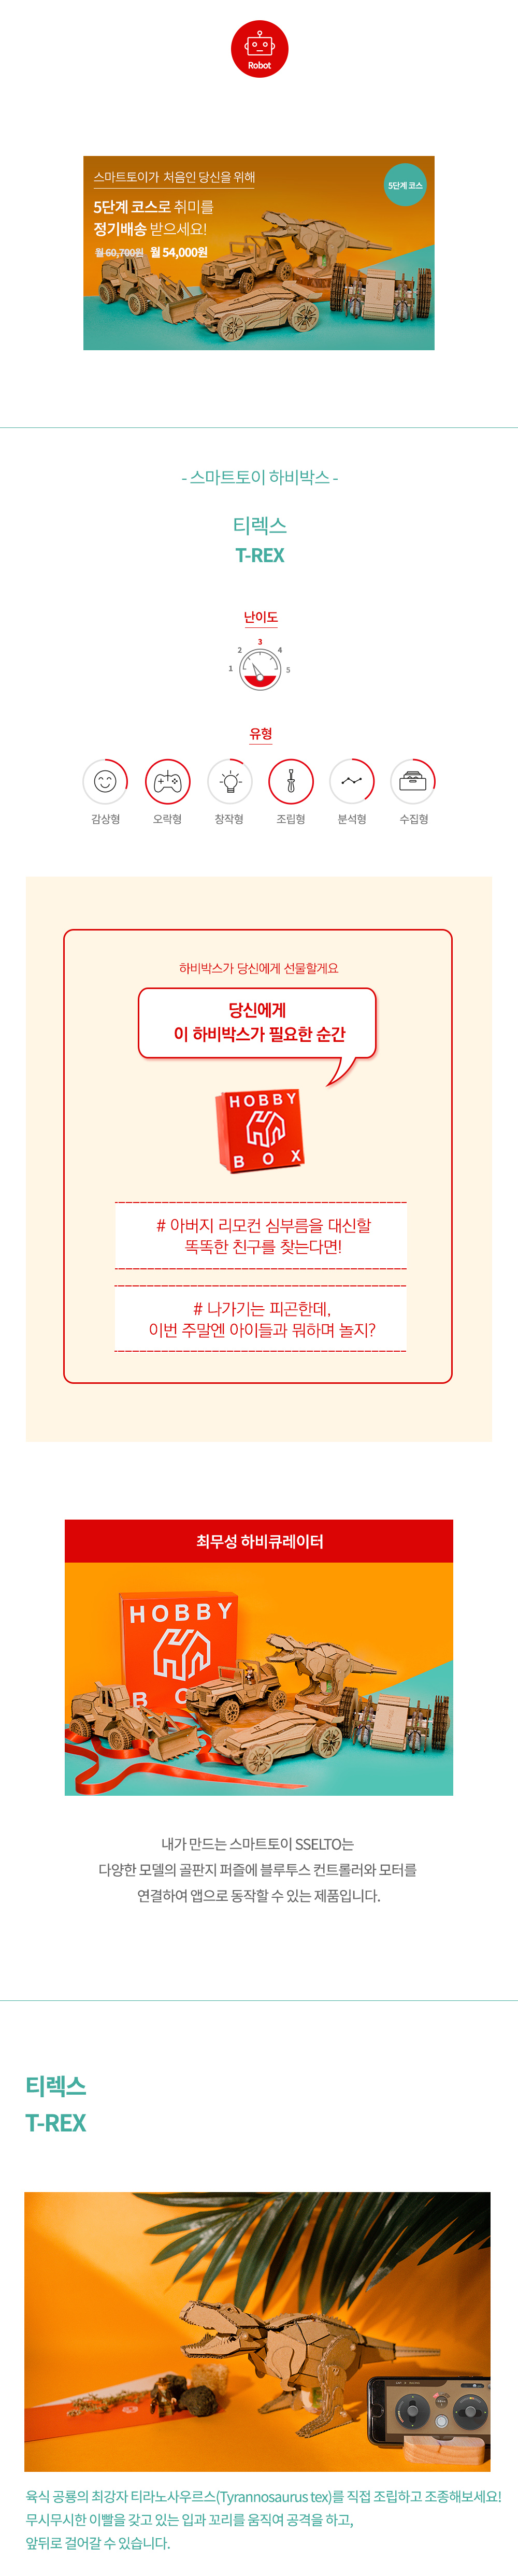 Robot
스마트토이가 처음인 당신을 위해
5단계 코스
5단계 코스로 취미를
정기배송 받으세요!
월 60,700원 월 54,000원
- 스마트토이 하비박스 -
티렉스
T-REX
난이도
1 2 3 4 5
유형
감상형 오락형 창작형 조립형 분석형 수집형
하비박스가 당신에게 선물할게요
당신에게
이 하비박스가 필요한 순간
HOBBY
BOX
# 아버지 리모컨 심부름을 대신할
똑똑한 친구를 찾는다면!
# 나가기는 피곤한데,
이번 주말엔 아이들과 뭐하며 놀지?
최무성 하비큐레이터
HOBBY
B O
내가 만드는 스마트토이 SSELTO는
다양한 모델의 골판지 퍼즐에 블루투스 컨트롤러와 모터를
연결하여 앱으로 동작할 수 있는 제품입니다.
티렉스
T-REX
육식 공룡의 최강자 티라노사우르스(Tyrannosaurus tex)를 직접 조립하고 조종해보세요!
무시무시한 이빨을 갖고 있는 입과 꼬리를 움직여 공격을 하고,
앞뒤로 걸어갈 수 있습니다.